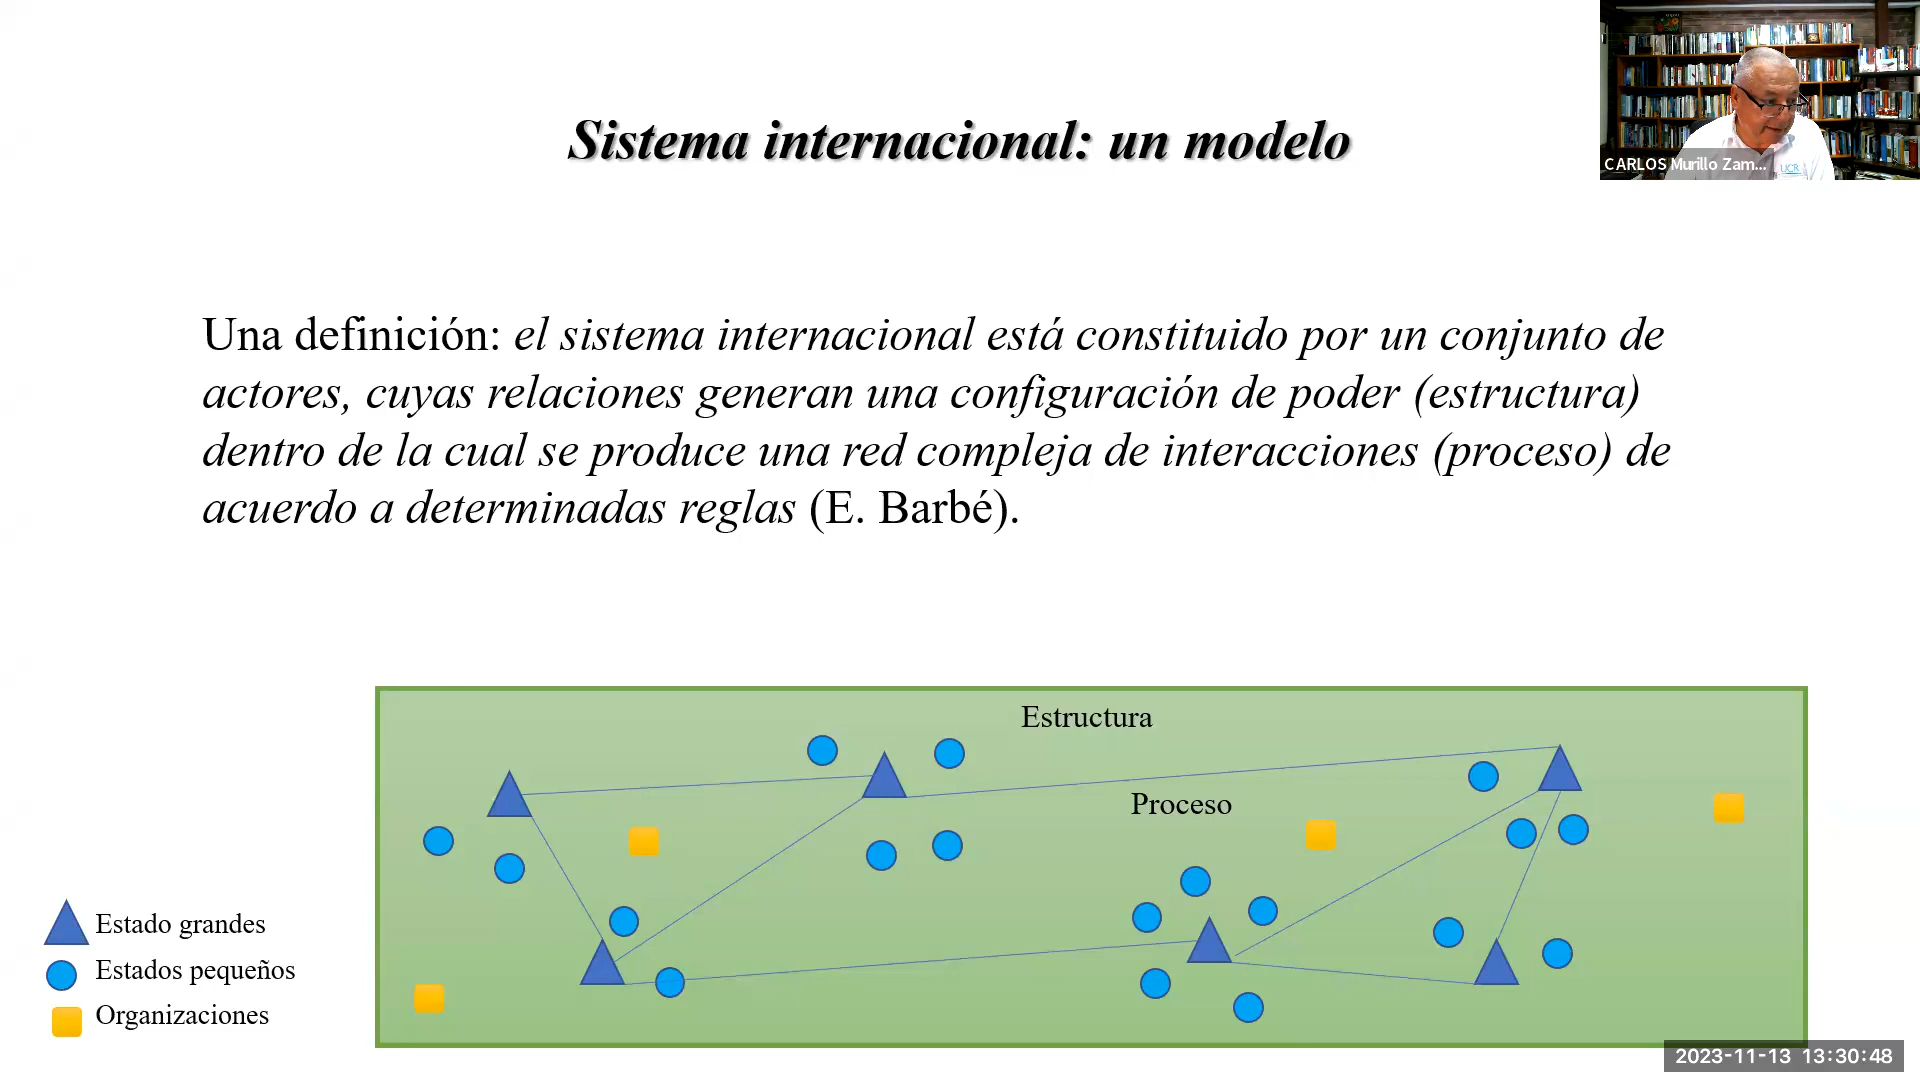 Sistema internacional: un modelo
CARLOS Murillo Zam...
UCR
Una definición: el sistema internacional está constituido por un conjunto de
actores, cuyas relaciones generan una configuración de poder (estructura)
dentro de la cual se produce una red compleja de interacciones (proceso) de
acuerdo a determinadas reglas (E. Barbé).
Estructura
Proceso
Estado grandes
Estados pequeños
Organizaciones
2023-11-13 13:30:48